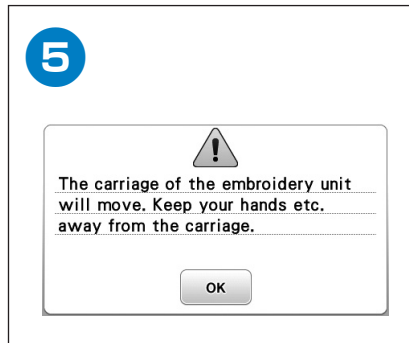 5
The carriage of the embroidery unit
will move. Keep your hands etc.
away from the carriage.
OK